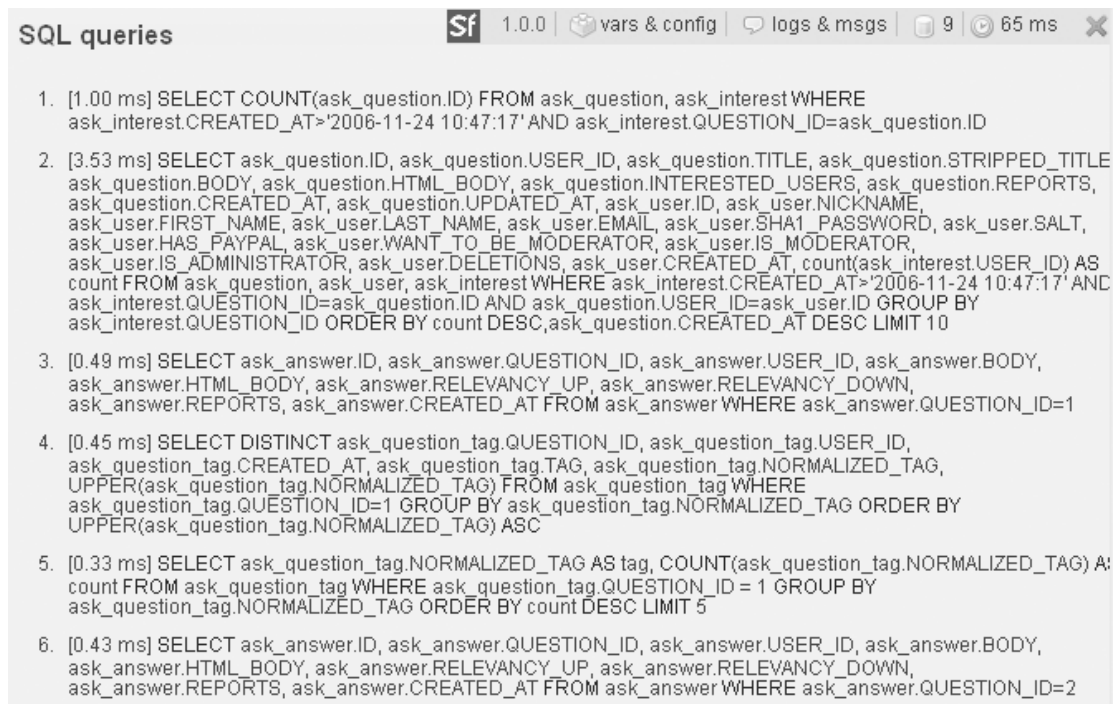 SQL queries
Sf 1.0.0 vars & config logs & msgs 9 65 ms
1. [1.00 ms] SELECT COUNT(ask_question.ID) FROM ask_question, ask_interest WHERE
ask_interest.CREATED_AT>'2006-11-24 10:47:17' AND ask_interest.QUESTION_ID=ask_question.ID
2. [3.53 ms] SELECT ask_question.ID, ask_question.USER_ID, ask_question.TITLE, ask_question.STRIPPED_TITLE
ask_question.BODY, ask_question.HTML_BODY, ask_question.INTERESTED_USERS, ask_question.REPORTS,
ask_question.CREATED_AT, ask_question.UPDATED_AT, ask_user.ID, ask_user.NICKNAME,
ask_user.FIRST_NAME, ask_user.LAST_NAME, ask_user.EMAIL, ask_user.SHA1_PASSWORD, ask_user.SALT,
ask_user.HAS_PAYPAL, ask_user.WANT_TO_BE_MODERATOR, ask_user.IS_MODERATOR,
ask_user.IS_ADMINISTRATOR, ask_user.DELETIONS, ask_user.CREATED_AT, count(ask_interest.USER_ID) AS
count FROM ask_question, ask_user, ask_interest WHERE ask_interest.CREATED_AT>'2006-11-24 10:47:17' AND
ask_interest.QUESTION_ID=ask_question.ID AND ask_question.USER_ID=ask_user.ID GROUP BY
ask_interest.QUESTION_ID ORDER BY count DESC,ask_question.CREATED_AT DESC LIMIT 10
3. [0.49 ms] SELECT ask_answer.ID, ask_answer.QUESTION_ID, ask_answer.USER_ID, ask_answer.BODY,
ask_answer.HTML_BODY, ask_answer.RELEVANCY_UP, ask_answer.RELEVANCY_DOWN,
ask_answer.REPORTS, ask_answer.CREATED_AT FROM ask_answer WHERE ask_answer.QUESTION_ID=1
4. [0.45 ms] SELECT DISTINCT ask_question_tag.QUESTION_ID, ask_question_tag.USER_ID,
ask_question_tag.CREATED_AT, ask_question_tag.TAG, ask_question_tag.NORMALIZED_TAG,
UPPER(ask_question_tag.NORMALIZED_TAG) FROM ask_question_tag WHERE
ask_question_tag.QUESTION_ID=1 GROUP BY ask_question_tag.NORMALIZED_TAG ORDER BY
UPPER(ask_question_tag.NORMALIZED_TAG) ASC
5. [0.33 ms] SELECT ask_question_tag.NORMALIZED_TAG AS tag, COUNT(ask_question_tag.NORMALIZED_TAG) AS
count FROM ask_question_tag WHERE ask_question_tag.QUESTION_ID = 1 GROUP BY
ask_question_tag.NORMALIZED_TAG ORDER BY count DESC LIMIT 5
6. [0.43 ms] SELECT ask_answer.ID, ask_answer.QUESTION_ID, ask_answer.USER_ID, ask_answer.BODY,
ask_answer.HTML_BODY, ask_answer.RELEVANCY_UP, ask_answer.RELEVANCY_DOWN,
ask_answer.REPORTS, ask_answer.CREATED_AT FROM ask_answer WHERE ask_answer.QUESTION_ID=2